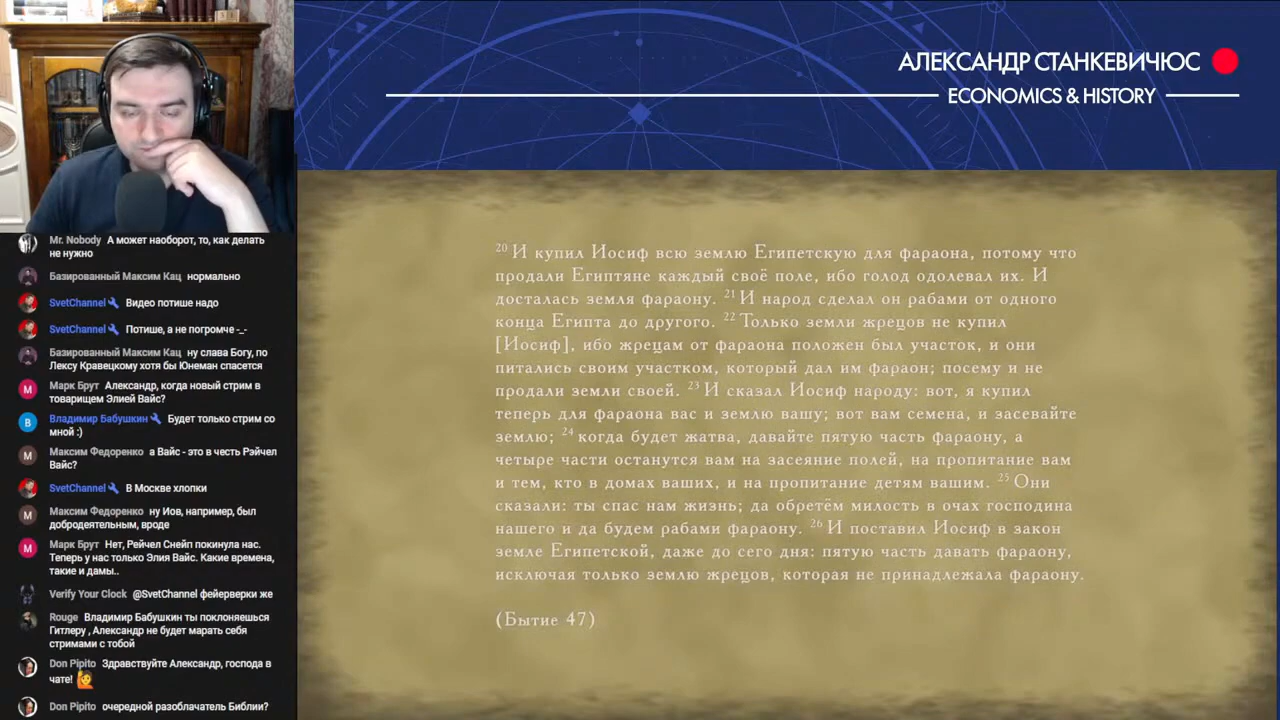 АЛЕКСАНДР СТАНКЕВИЧЮС
ECONOMICS & HISTORY
20 И купил Иосиф всю землю Египетскую для фараона, потому что
продали Египтяне каждый своё поле, ибо голод одолевал их. И
досталась земля фараону. 21 И народ сделал он рабами от одного
конца Египта до другого. 22 Только земли жрецов не купил
[Иосиф], ибо жрецам от фараона положен был участок, и они
питались своим участком, который дал им фараон; посему и не
продали земли своей. 23 И сказал Иосиф народу: вот, я купил
теперь для фараона вас и землю вашу; вот вам семена, и засевайте
землю; 24 когда будет жатва, давайте пятую часть фараону, а
четыре части останутся вам на засеяние полей, на пропитание вам
и тем, кто в домах ваших, и на пропитание детям вашим. 25 Они
сказали: ты спас нам жизнь; да обретём милость в очах господина
нашего и да будем рабами фараону. 26 И поставил Иосиф в закон
земле Египетской, даже до сего дня: пятую часть давать фараону,
исключая только землю жрецов, которая не принадлежала фараону.
(Бытие 47)
Mr. Nobody А может наоборот, то, как делать
не нужно
Базированный Максим Кац нормально
SvetChannel Видео потише надо
SvetChannel Потише, а не погромче -_-
Базированный Максим Кац ну слава Богу, по
Лексу Кравецкому хотя бы Юнеман спасется
М Марк Брут Александр, когда новый стрим в
товарищем Элией Вайс?
В Владимир Бабушкин Будет только стрим со
мной :)
М Максим Федоренко а Вайс - это в честь Рэйчел
Вайс?
SvetChannel В Москве хлопки
М Максим Федоренко ну Иов, например, был
добродеятельным, вроде
М Марк Брут Нет, Рейчел Снейп покинула нас.
Теперь у нас только Элия Вайс. Какие времена,
такие и дамы..
Verify Your Clock @SvetChannel фейерверки же
Rouge Владимир Бабушкин ты поклоняешься
Гитлеру , Александр не будет марать себя
стримами с тобой
Don Pipito Здравствуйте Александр, господа в
чате!
Don Pipito очередной разоблачатель Библии?